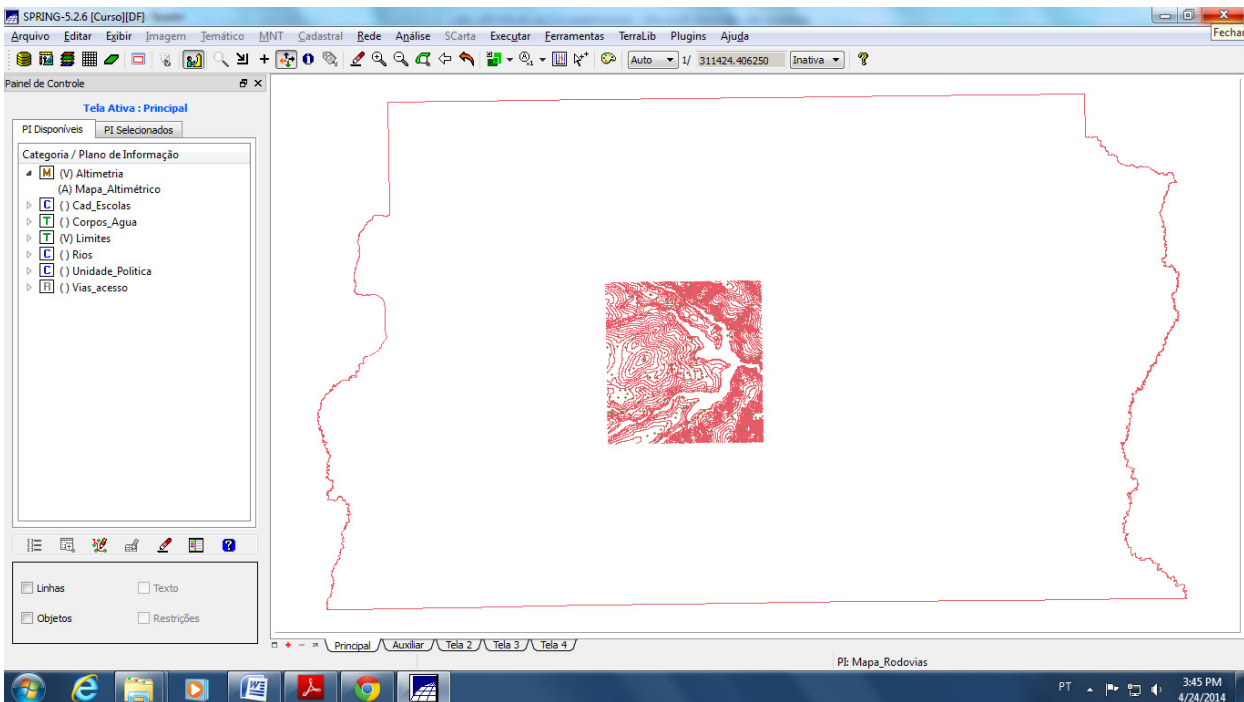 SPRING-5.2.6 [Curso][DF]
Arquivo Editar Exibir Imagem Temático MNT Cadastral Rede Análise SCarta Executar Ferramentas TerraLib Plugins Ajuda
Fechar
Auto 1/ 311424.406250 Inativa
Painel de Controle
Tela Ativa : Principal
PI Disponíveis PI Selecionados
Categoria / Plano de Informação
M (V) Altimetria
(A) Mapa_Altimétrico
C ( ) Cad_Escolas
T ( ) Corpos_Agua
T (V) Limites
C ( ) Rios
C ( ) Unidade_Politica
R ( ) Vias_acesso
Linhas Texto
Objetos Restrições
Principal Auxiliar Tela 2 Tela 3 Tela 4
PI: Mapa_Rodovias
PT 3:45 PM
4/24/2014